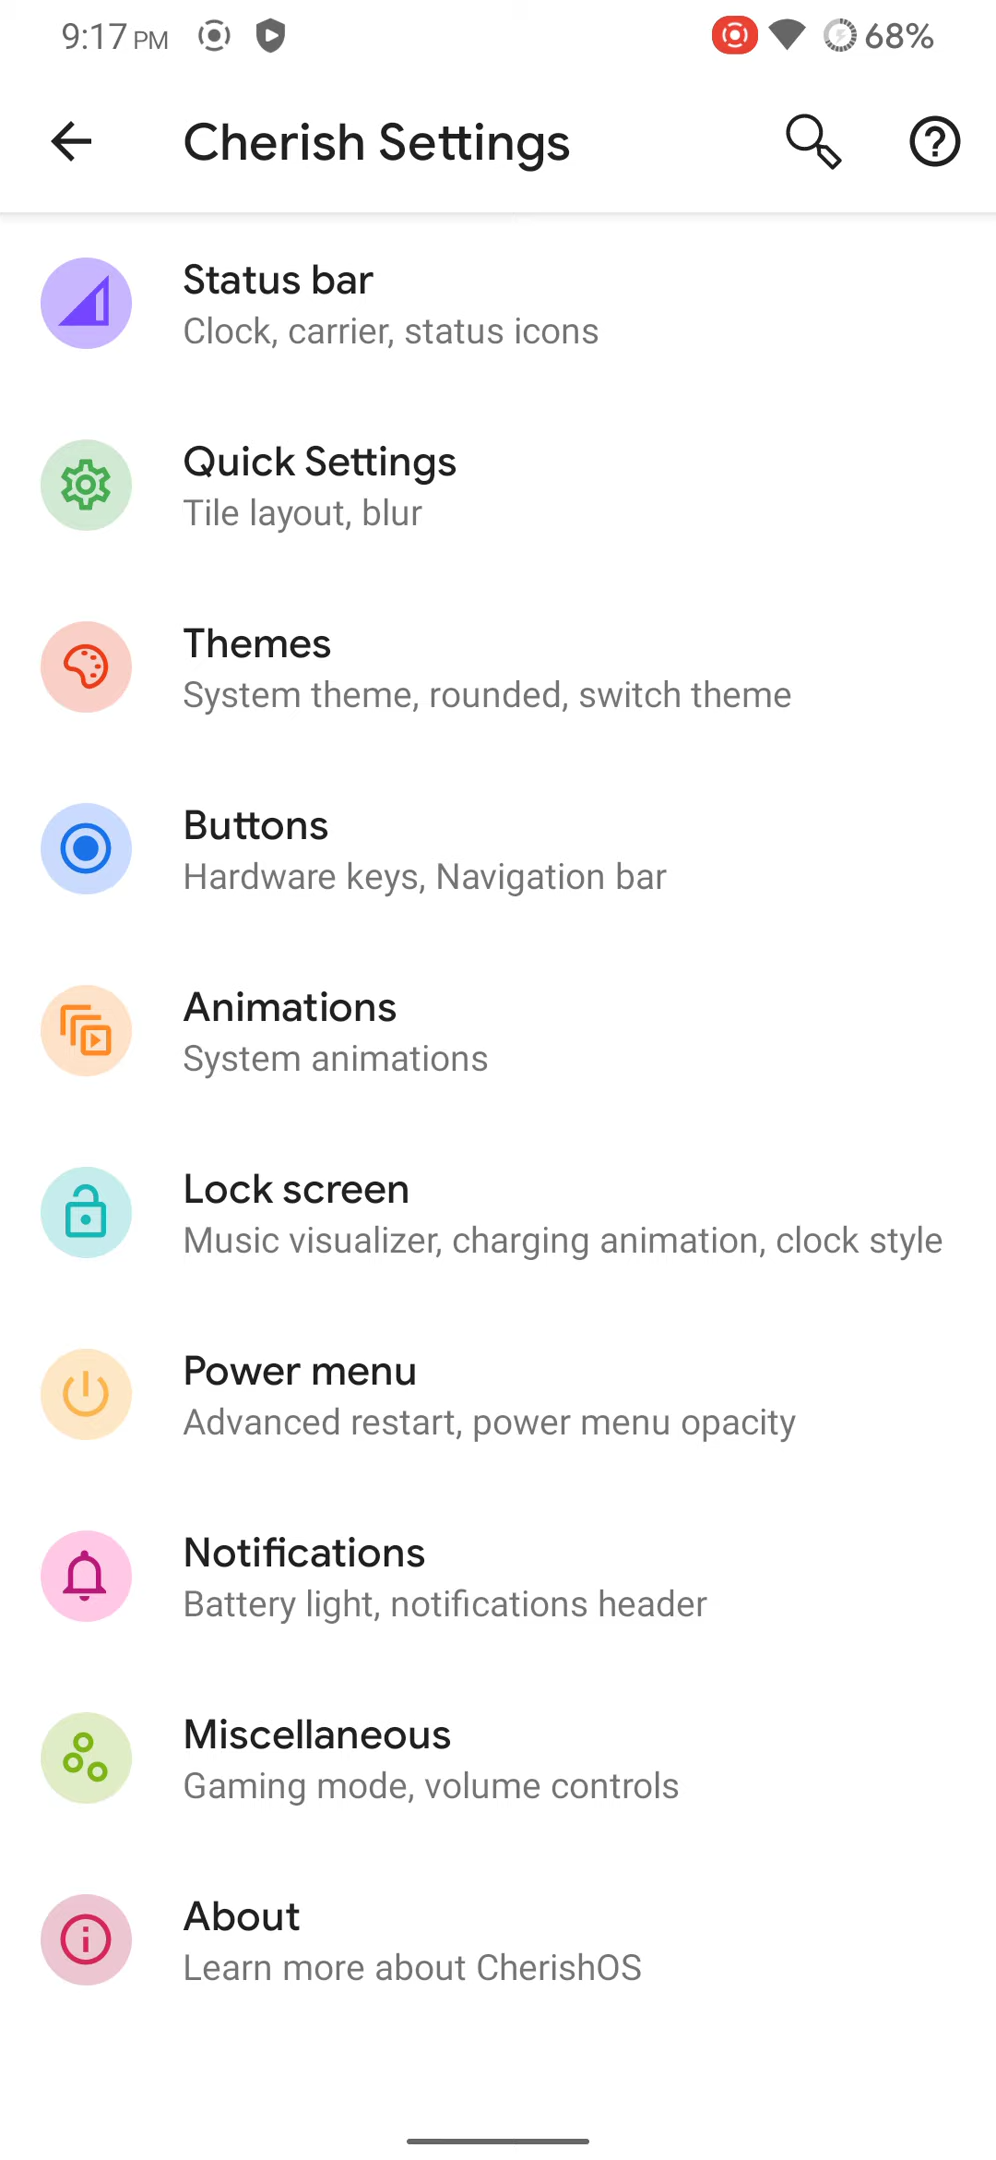 9:17 PM 68%
Cherish Settings
Status bar
Clock, carrier, status icons
Quick Settings
Tile layout, blur
Themes
System theme, rounded, switch theme
Buttons
Hardware keys, Navigation bar
Animations
System animations
Lock screen
Music visualizer, charging animation, clock style
Power menu
Advanced restart, power menu opacity
Notifications
Battery light, notifications header
Miscellaneous
Gaming mode, volume controls
About
Learn more about CherishOS